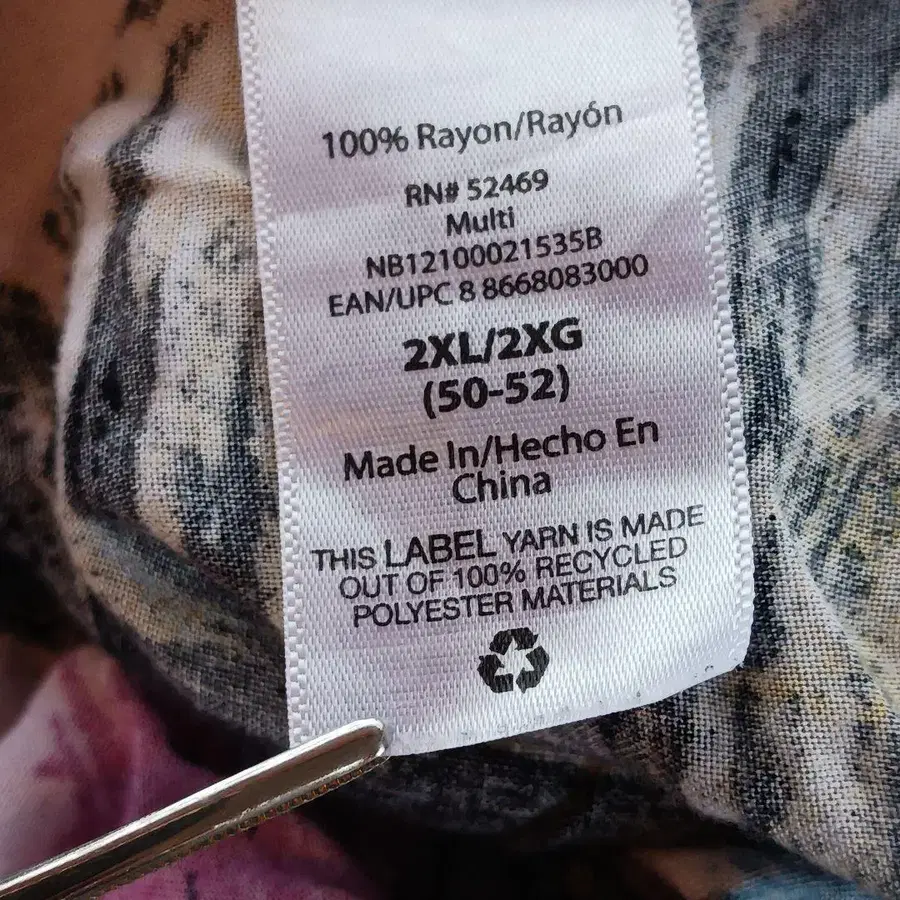 100% Rayon/Rayón
RN# 52469
Multi
NB12100021535B
EAN/UPC 8 8668083000
2XL/2XG
(50-52)
Made In/Hecho En
China
THIS LABEL YARN IS MADE
OUT OF 100% RECYCLED
POLYESTER MATERIALS